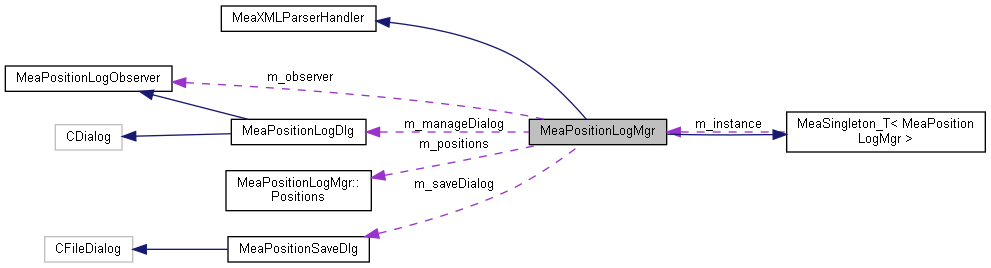 MeaXMLParserHandler
MeaPositionLogObserver
m_observer
CDialog
MeaPositionLogDlg
m_manageDialog
MeaPositionLogMgr
m_instance
MeaSingleton_T< MeaPosition
LogMgr >
m_positions
MeaPositionLogMgr::
Positions
m_saveDialog
CFileDialog
MeaPositionSaveDlg